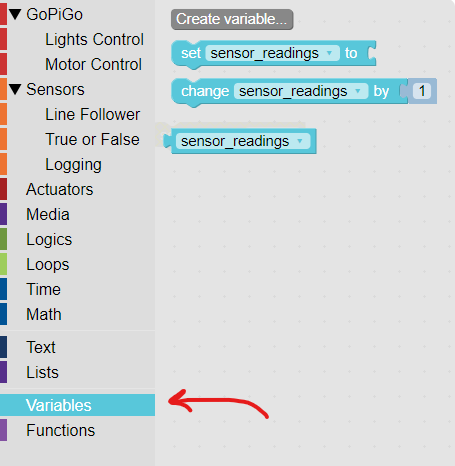 GoPiGo
Lights Control
Motor Control
Sensors
Line Follower
True or False
Logging
Actuators
Media
Logics
Loops
Time
Math
Text
Lists
Variables
Functions
Create variable...
set sensor_readings to
change sensor_readings by 1
sensor_readings